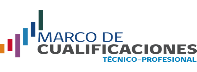 MARCO DE
CUALIFICACIONES
TÉCNICO-PROFESIONAL